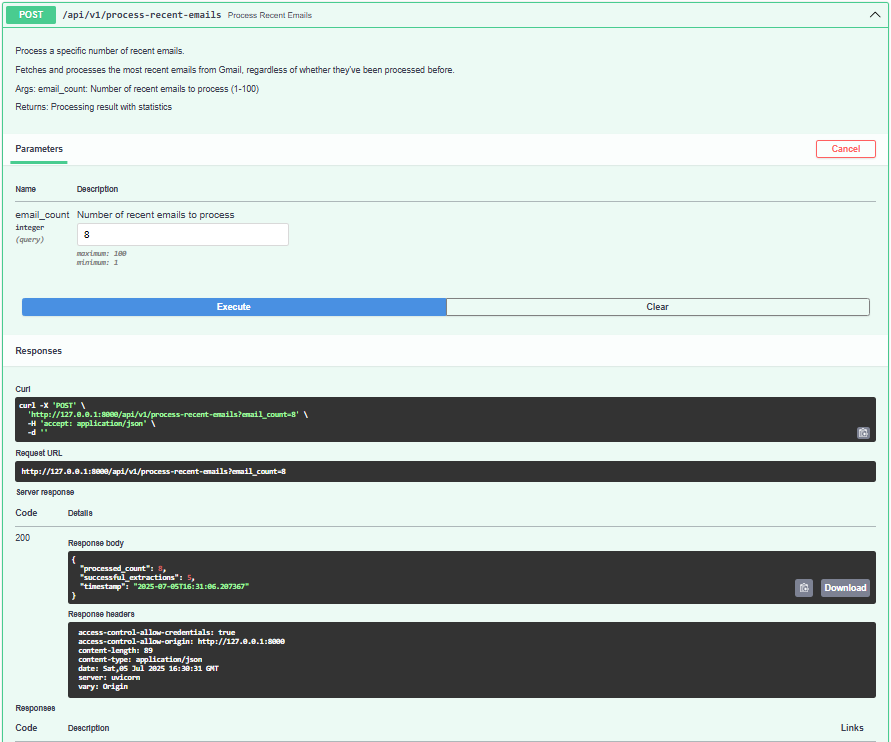 POST /api/v1/process-recent-emails Process Recent Emails
Process a specific number of recent emails.
Fetches and processes the most recent emails from Gmail, regardless of whether they've been processed before.
Args: email_count: Number of recent emails to process (1-100)
Returns: Processing result with statistics
Parameters
Cancel
Name Description
email_count Number of recent emails to process
integer
(query)
8
maximum: 100
minimum: 1
Execute Clear
Responses
Curl
curl -X 'POST' \
  'http://127.0.0.1:8000/api/v1/process-recent-emails?email_count=8' \
  -H 'accept: application/json' \
  -d ''
Request URL
http://127.0.0.1:8000/api/v1/process-recent-emails?email_count=8
Server response
Code Details
200
Response body
{
  "processed_count": 8,
  "successful_extractions": 5,
  "timestamp": "2025-07-05T16:31:06.207367"
}
Download
Response headers
access-control-allow-credentials: true
access-control-allow-origin: http://127.0.0.1:8000
content-length: 89
content-type: application/json
date: Sat,05 Jul 2025 16:30:31 GMT
server: uvicorn
vary: Origin
Responses
Code Description Links